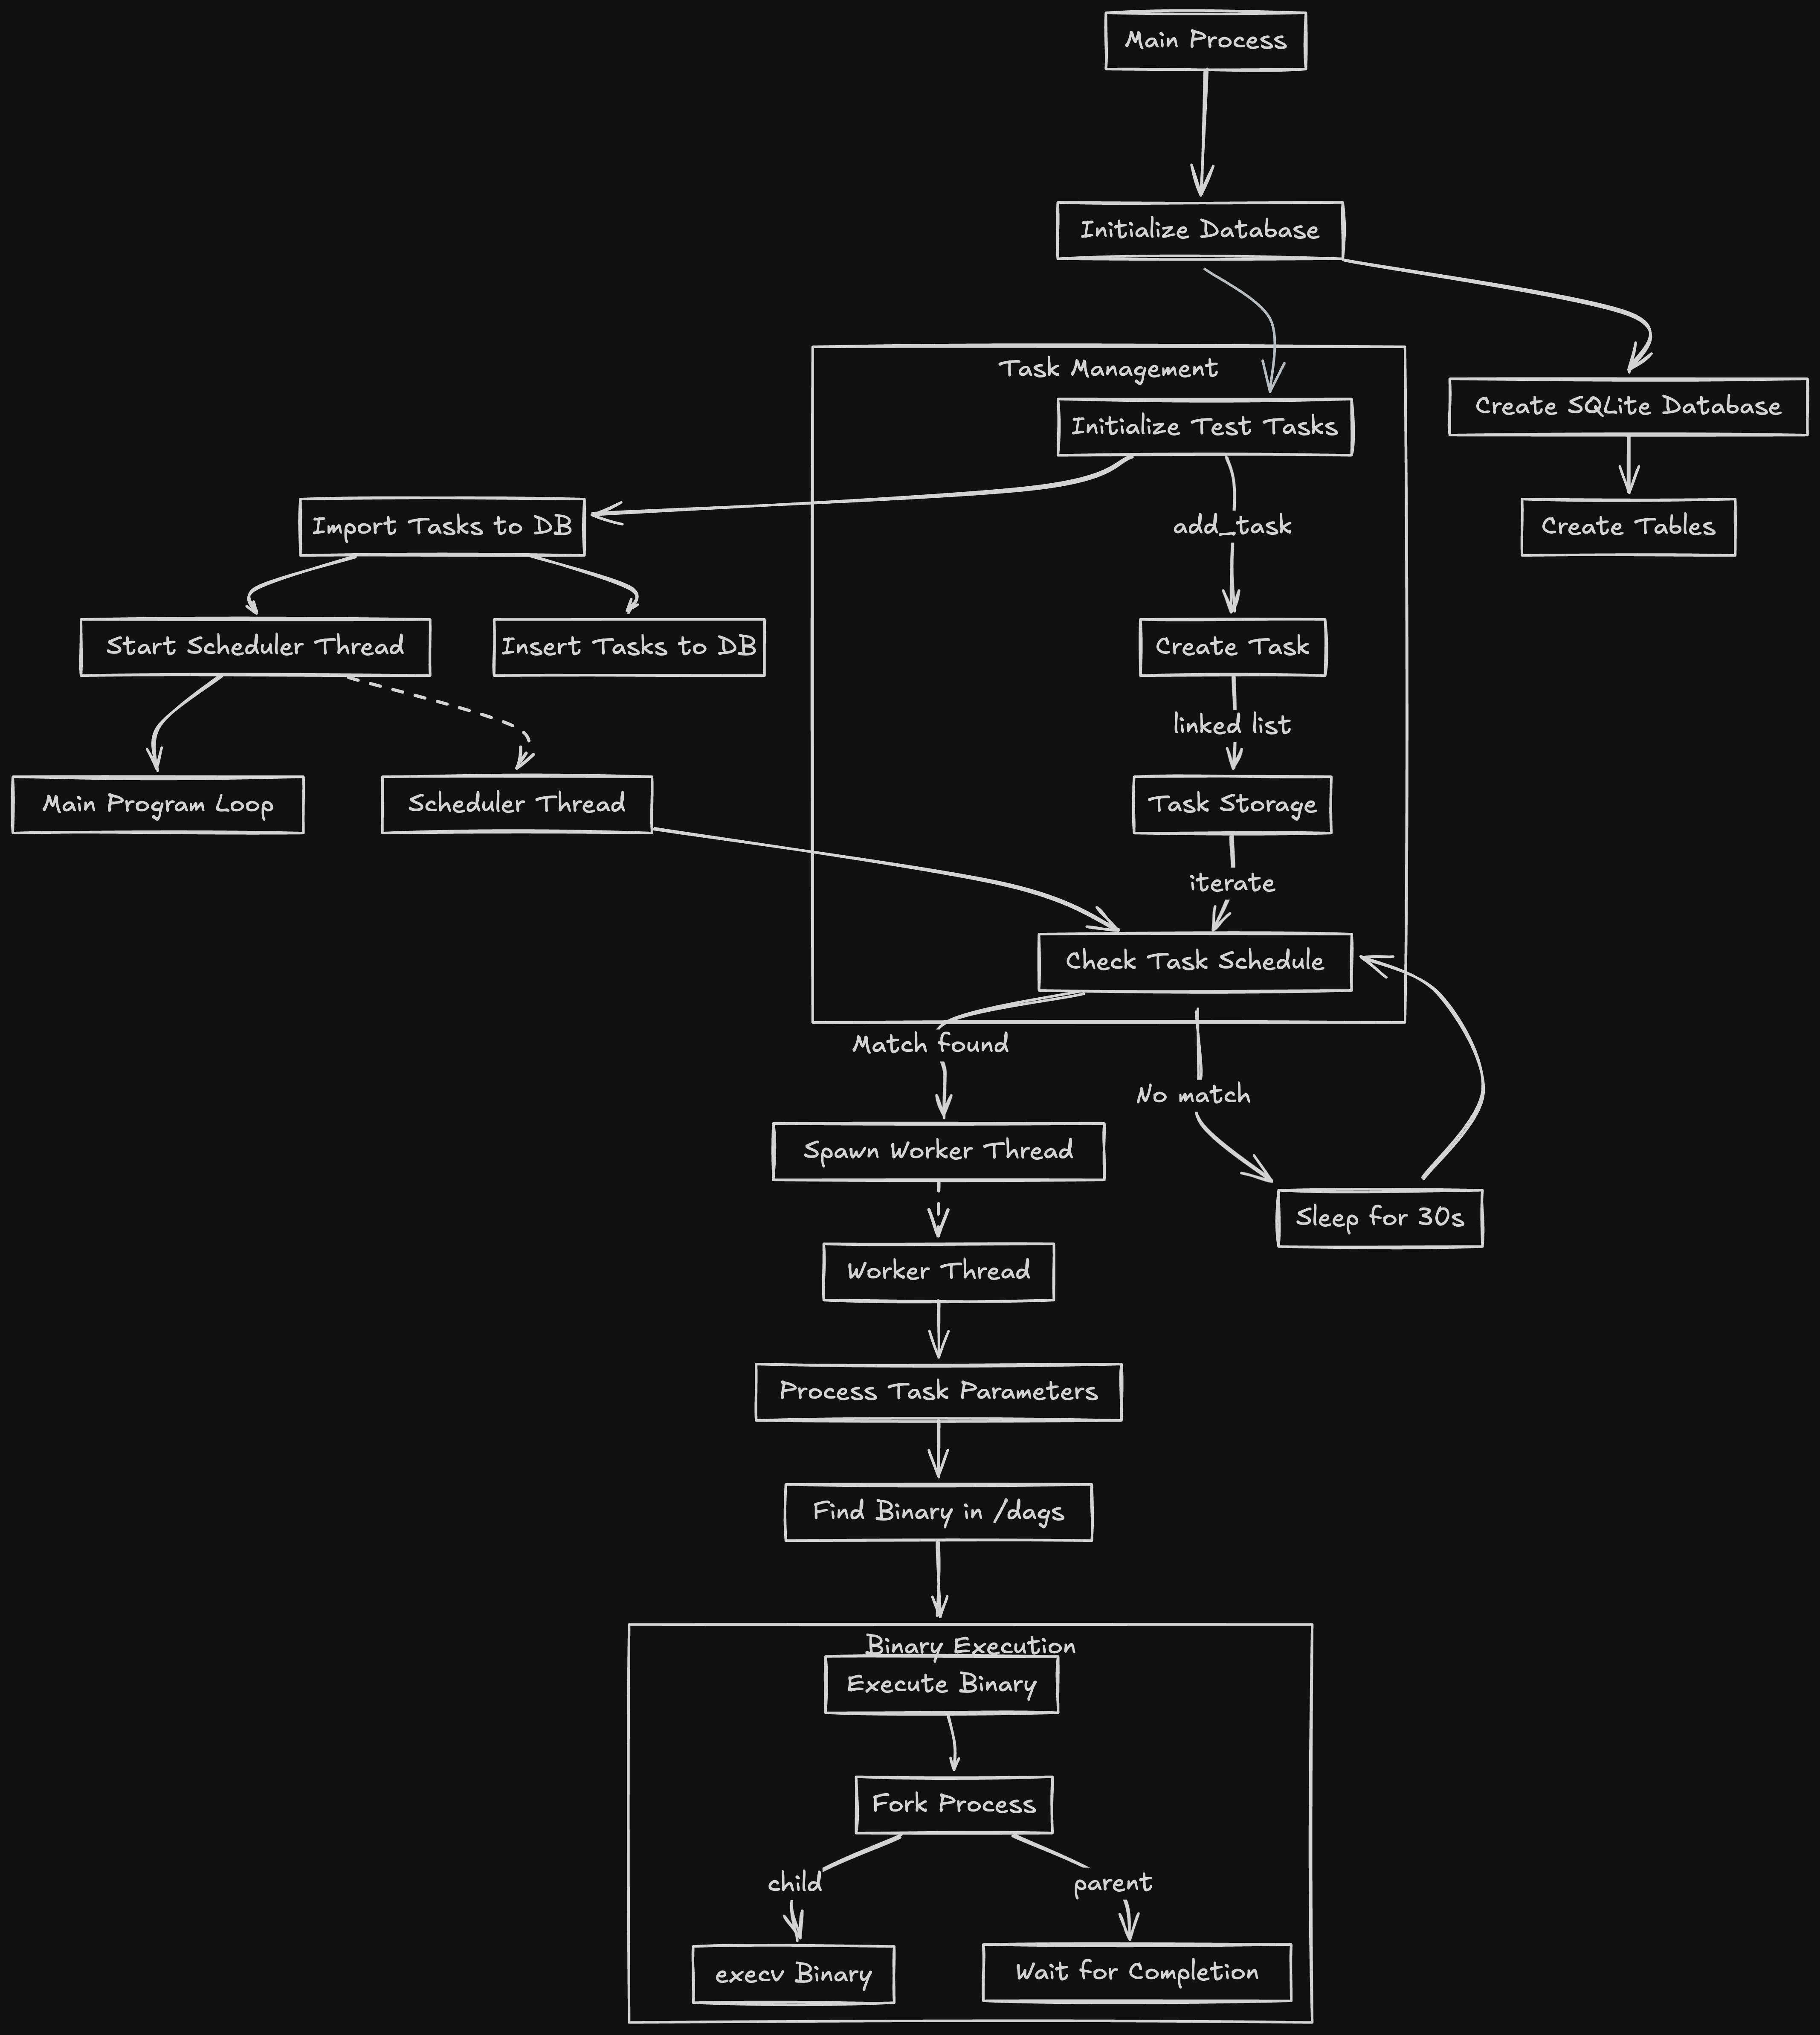 Main Process
Initialize Database
Task Management
Create SQLite Database
Initialize Test Tasks
Import Tasks to DB
add_task
Create Tables
Start Scheduler Thread
Insert Tasks to DB
Create Task
linked list
Main Program Loop
Scheduler Thread
Task Storage
iterate
Check Task Schedule
Match found
No match
Spawn Worker Thread
Sleep for 30s
Worker Thread
Process Task Parameters
Find Binary in /dags
Binary Execution
Execute Binary
Fork Process
child
parent
execv Binary
Wait for Completion